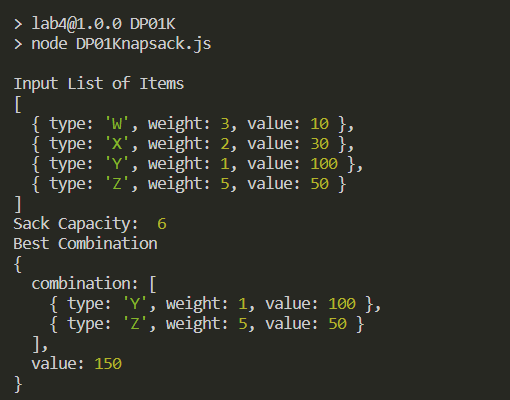 > lab4@1.0.0 DP01K
> node DP01Knapsack.js

Input List of Items
[
  { type: 'W', weight: 3, value: 10 },
  { type: 'X', weight: 2, value: 30 },
  { type: 'Y', weight: 1, value: 100 },
  { type: 'Z', weight: 5, value: 50 }
]
Sack Capacity:  6
Best Combination
{
  combination: [
    { type: 'Y', weight: 1, value: 100 },
    { type: 'Z', weight: 5, value: 50 }
  ],
  value: 150
}